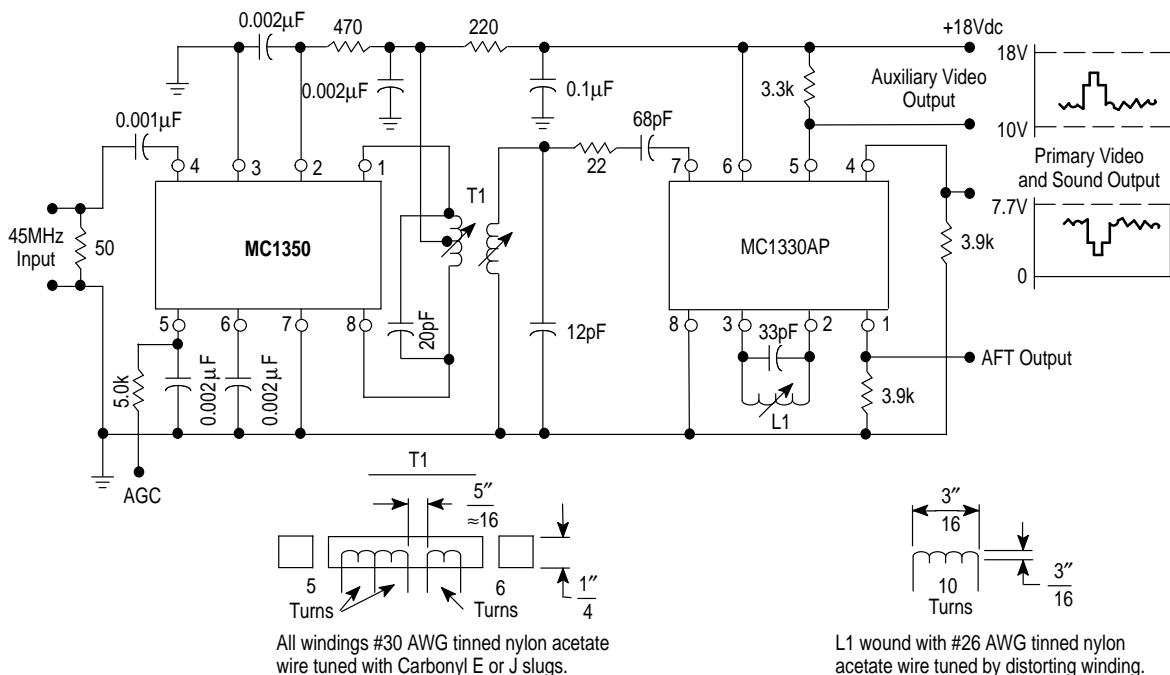 0.002μF
470
220
+18Vdc
18V
0.002μF
0.1μF
3.3k
Auxiliary Video
Output
10V
0.001μF
68pF
22
4
3
2
1
7
6
5
4
T1
Primary Video
and Sound Output
7.7V
0
45MHz
Input
50
MC1350
MC1330AP
3.9k
5
6
7
8
20pF
12pF
8
3
2
1
33pF
L1
AFT Output
3.9k
5.0k
0.002μF
0.002μF
AGC
T1
5″
≈16
5
Turns
6
Turns
1″
4
3″
16
10
Turns
3″
16
All windings #30 AWG tinned nylon acetate
wire tuned with Carbonyl E or J slugs.
L1 wound with #26 AWG tinned nylon
acetate wire tuned by distorting winding.